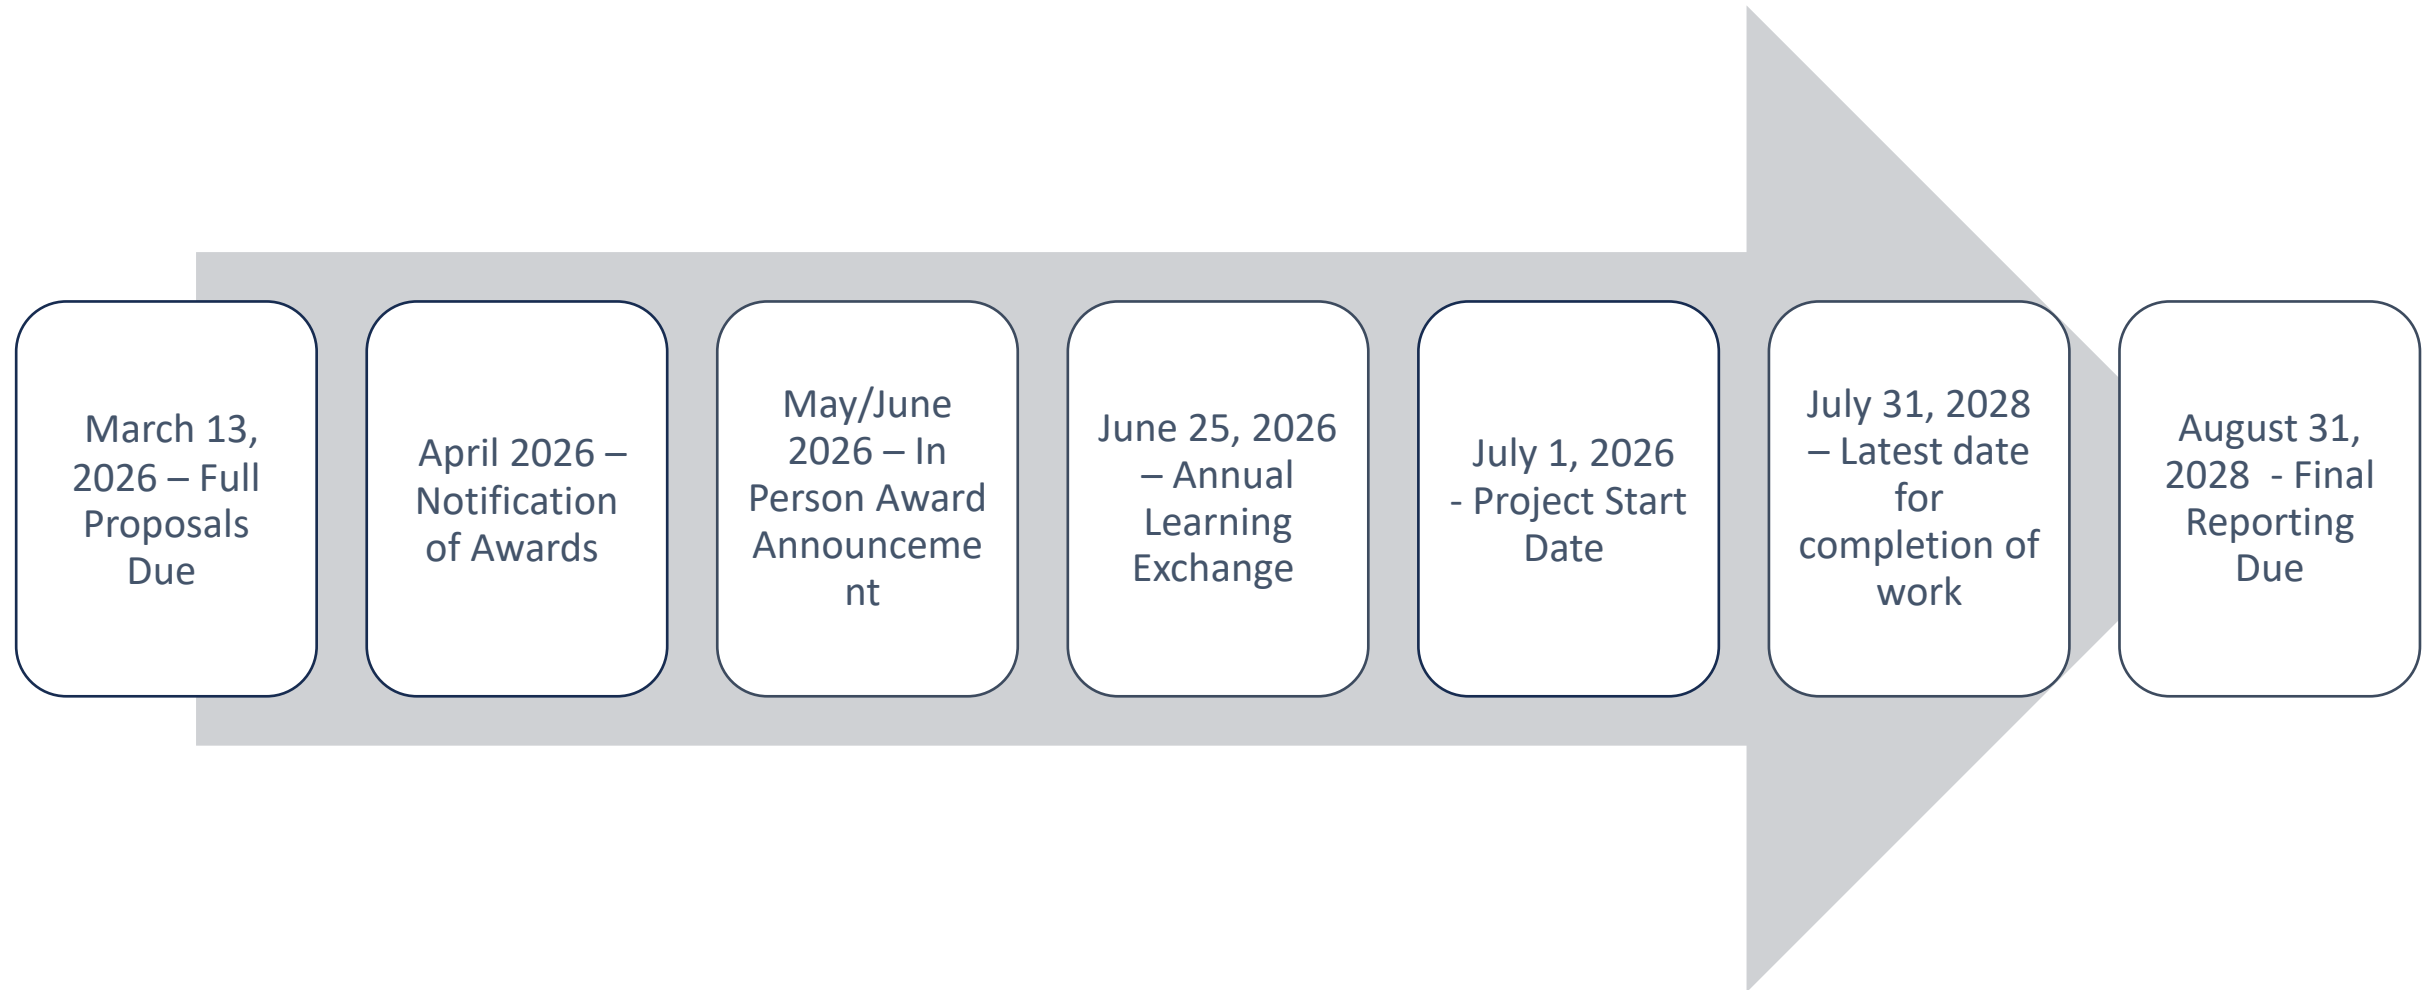 March 13,
2026 – Full
Proposals
Due
April 2026 –
Notification
of Awards
May/June
2026 – In
Person Award
Announceme
nt
June 25, 2026
– Annual
Learning
Exchange
July 1, 2026
- Project Start
Date
July 31, 2028
– Latest date
for
completion of
work
August 31,
2028  - Final
Reporting
Due